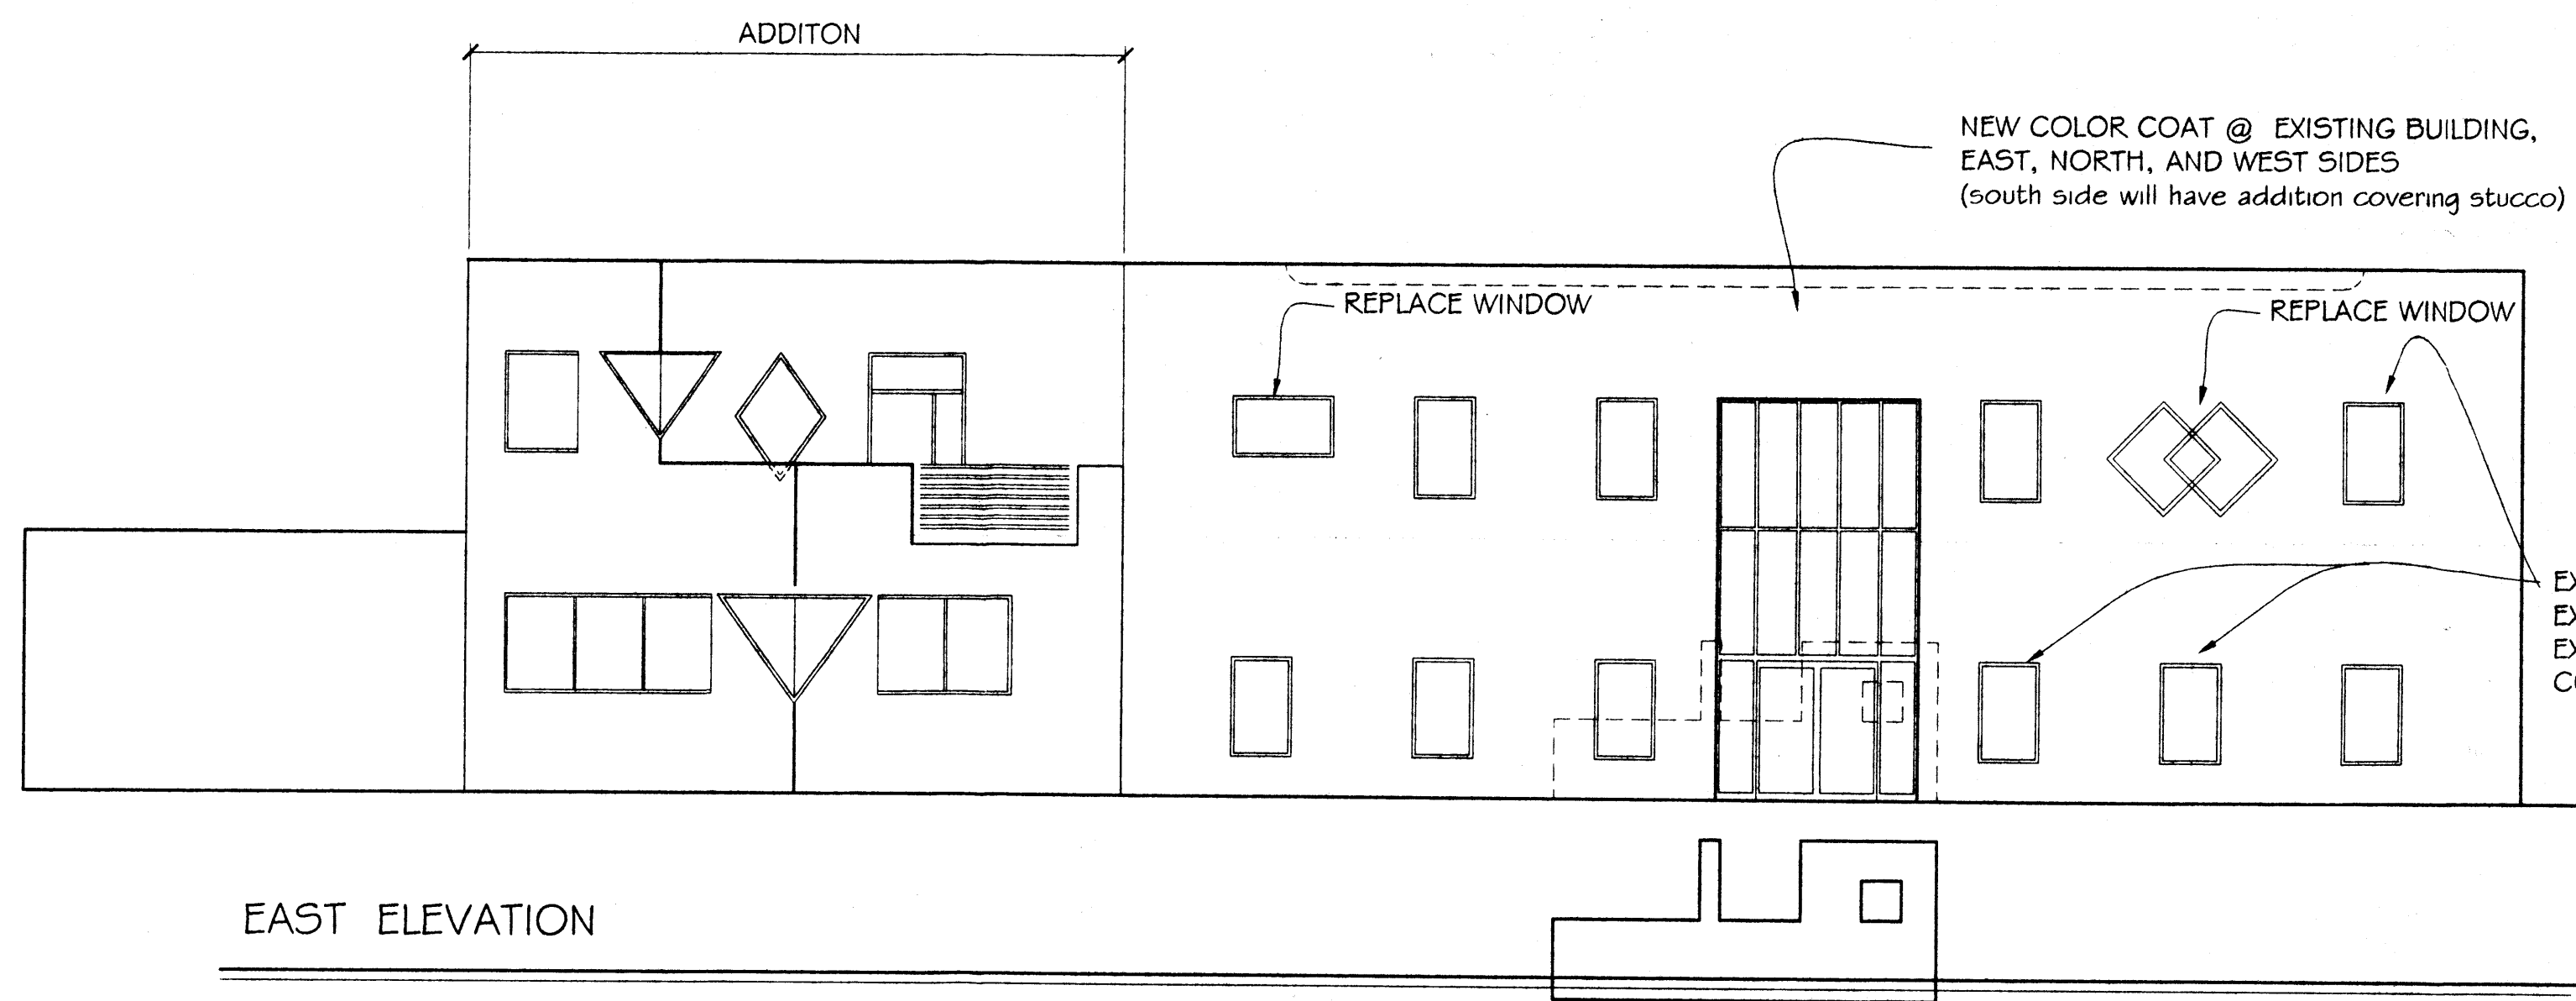 ADDITON
NEW COLOR COAT @ EXISTING BUILDING,
EAST, NORTH, AND WEST SIDES
(south side will have addition covering stucco)
REPLACE WINDOW
REPLACE WINDOW
EAST ELEVATION